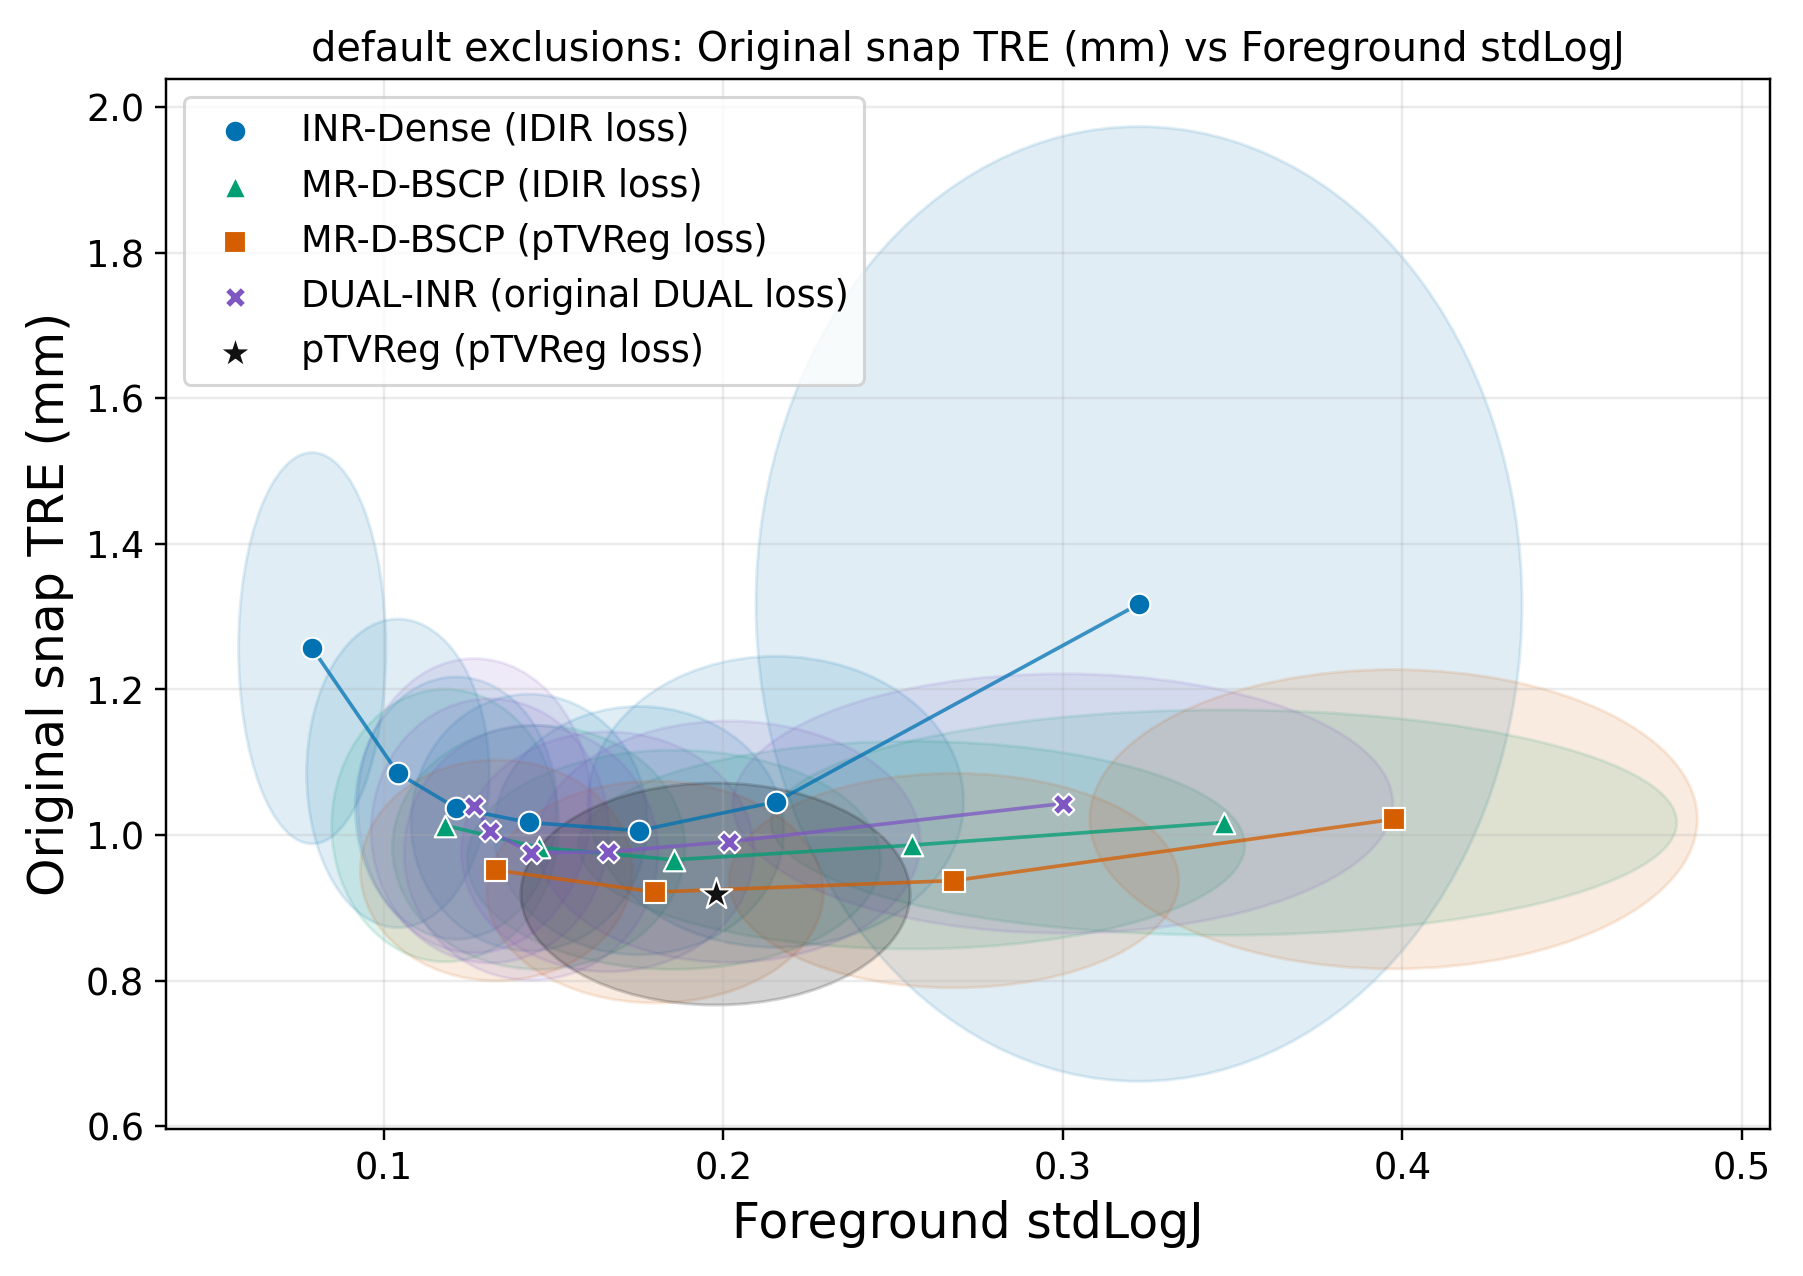 default exclusions: Original snap TRE (mm) vs Foreground stdLogJ
INR-Dense (IDIR loss)
MR-D-BSCP (IDIR loss)
MR-D-BSCP (pTVReg loss)
DUAL-INR (original DUAL loss)
pTVReg (pTVReg loss)
Original snap TRE (mm)
2.0
1.8
1.6
1.4
1.2
1.0
0.8
0.6
0.1 0.2 0.3 0.4 0.5
Foreground stdLogJ